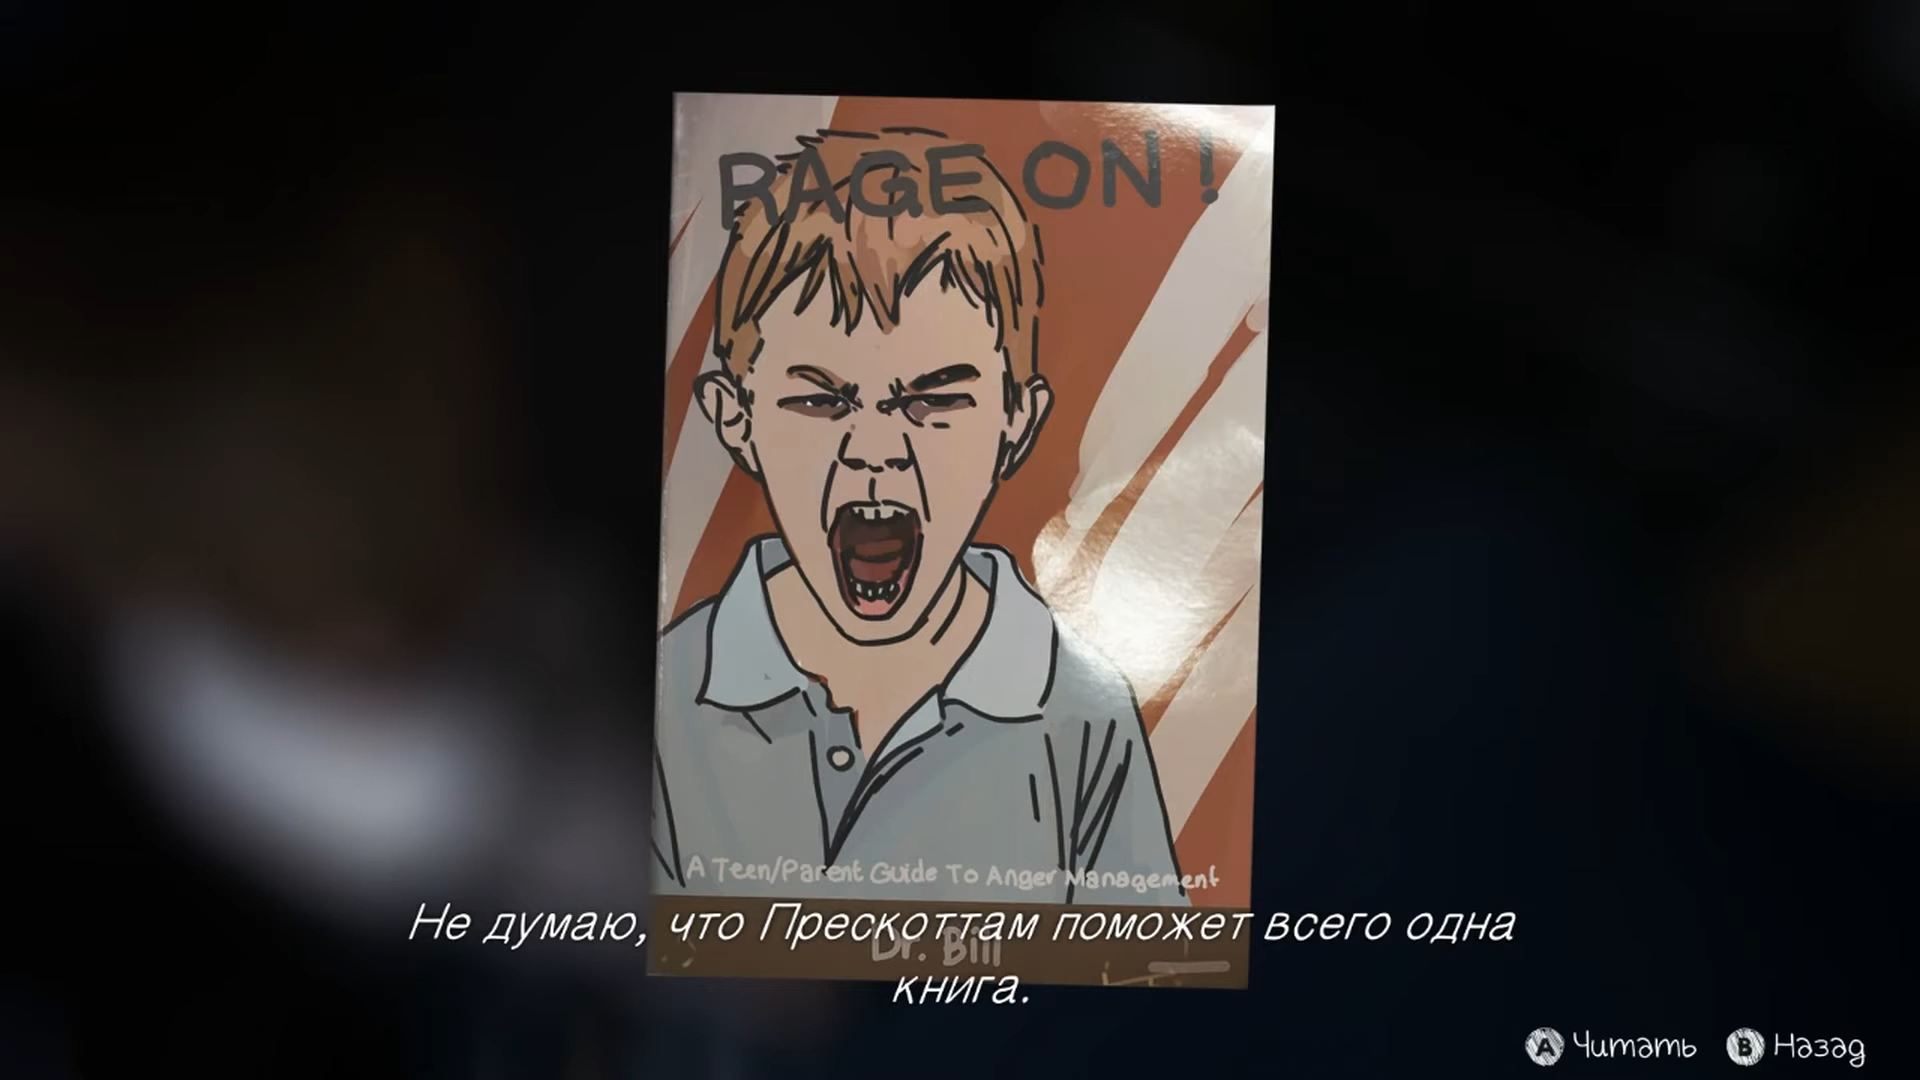 RAGE ON!
A Teen/Parent Guide To Anger Management
Dr. Bill
Не думаю, что Прескоттам поможет всего одна
книга.
A Читать B Назад